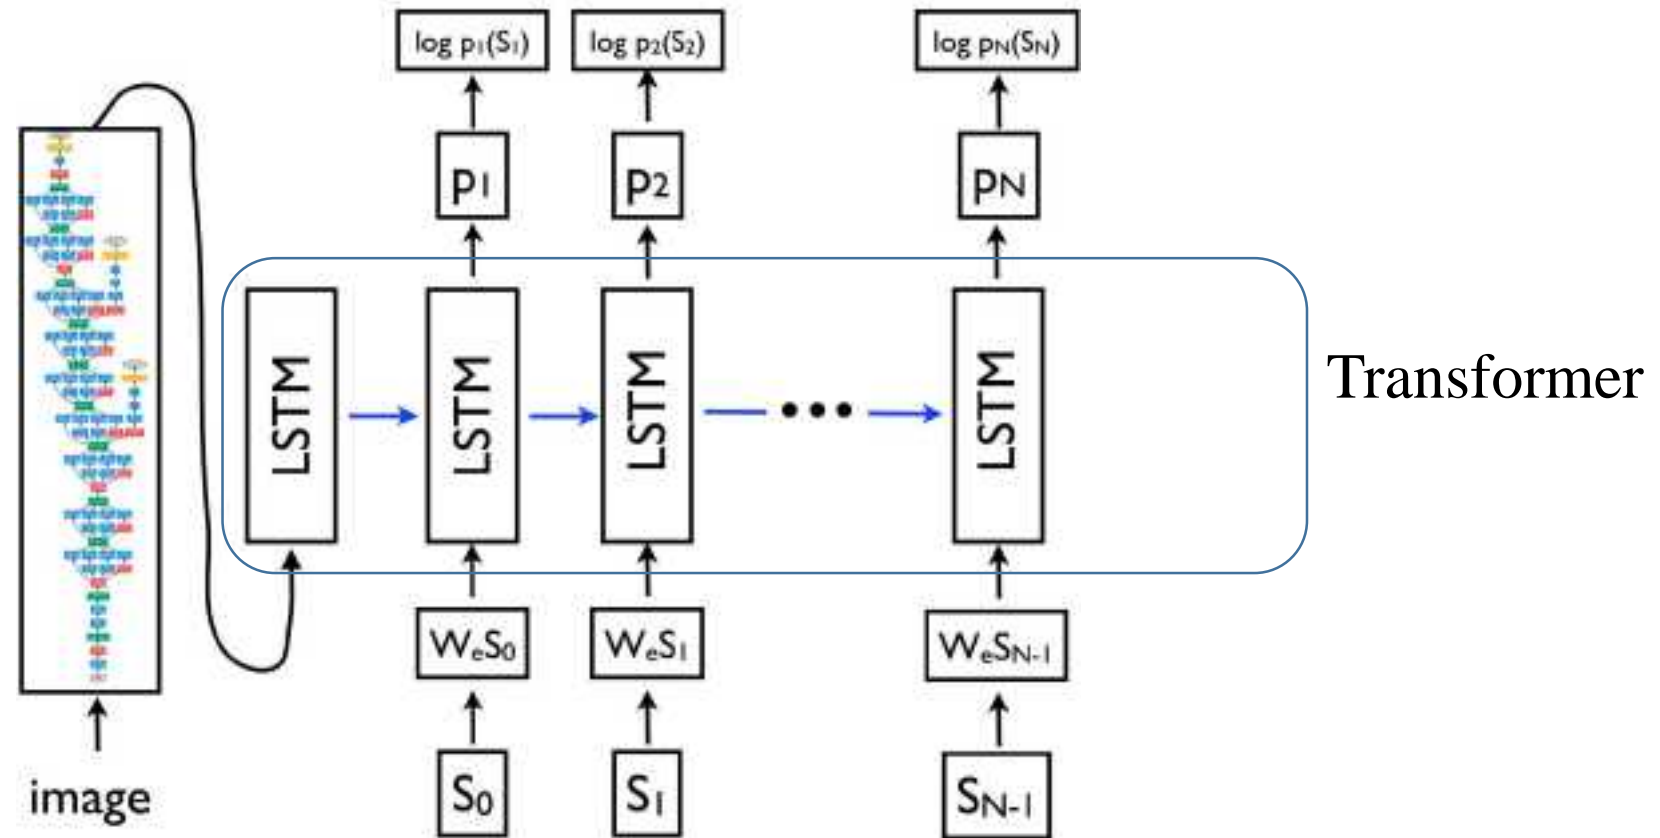 log p₁(S₁) log p₂(S₂) log pN(SN)
p₁ p₂ pN
LSTM LSTM LSTM ••• LSTM
Transformer
WₑS₀ WₑS₁ WₑSN-1
image S₀ S₁ SN-1